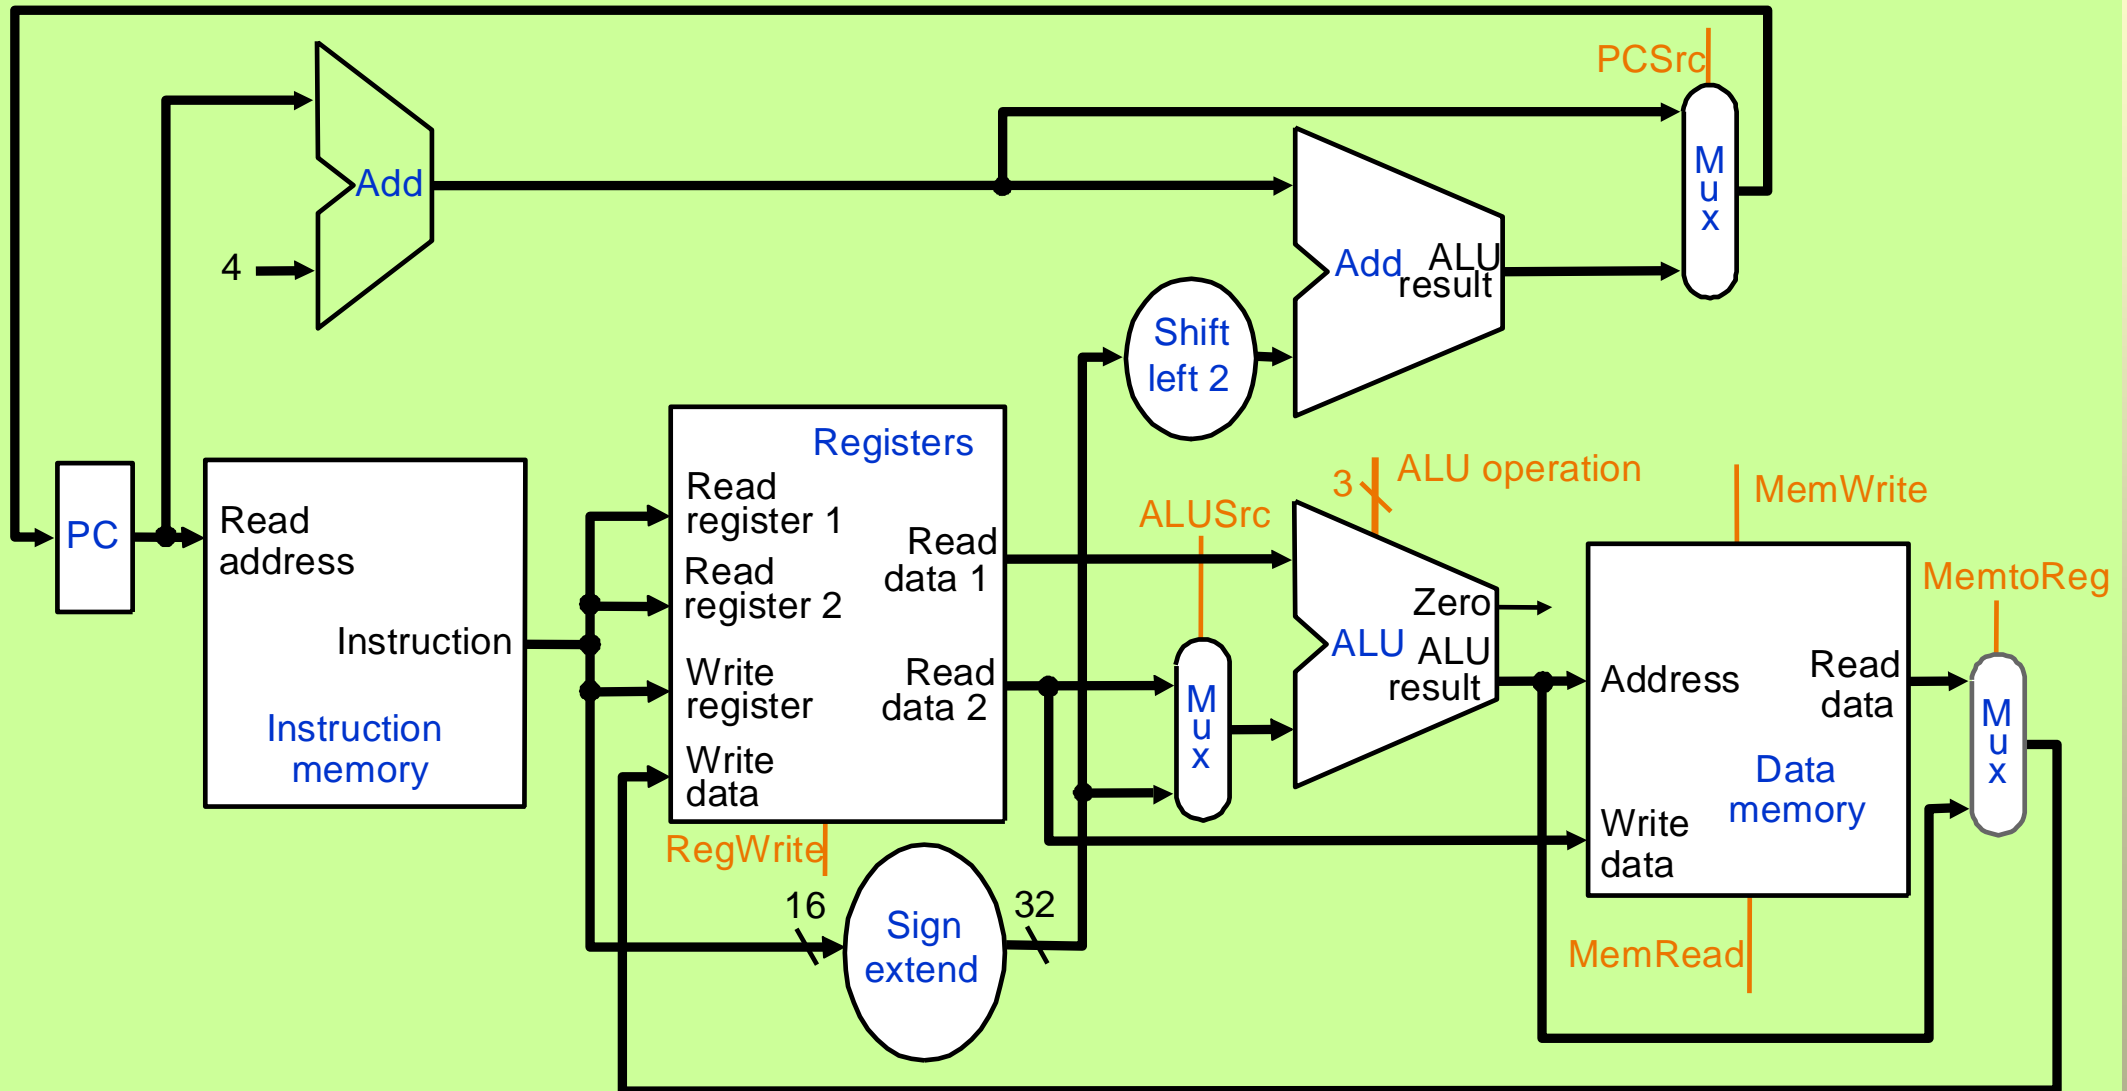 PCSrc
M
u
x
Add
4
Add
ALU
result
Shift
left 2
Registers
PC
Read
address
Instruction
Instruction
memory
Read
register 1
Read
register 2
Write
register
Write
data
Read
data 1
Read
data 2
RegWrite
16
Sign
extend
32
ALUSrc
M
u
x
3
ALU operation
Zero
ALU
ALU
result
MemWrite
Address
Read
data
Data
memory
Write
data
MemRead
MemtoReg
M
u
x